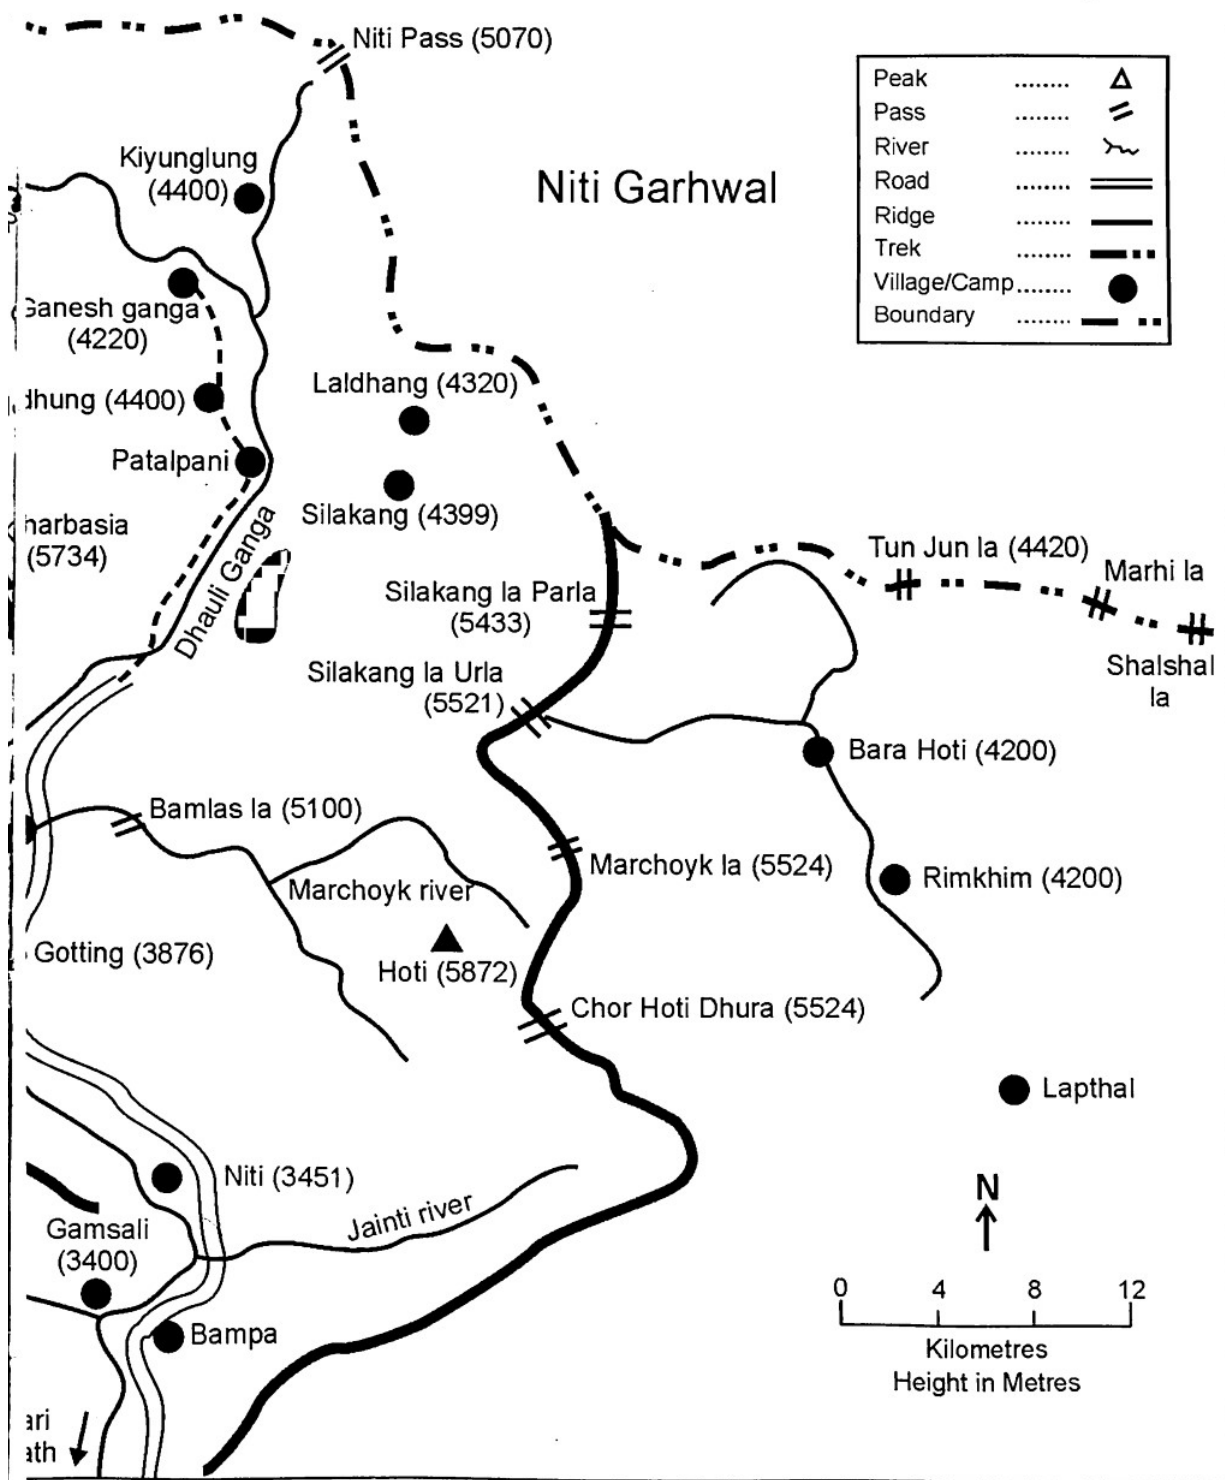 Niti Pass (5070)
Peak ........
Pass ........
River ........
Road ........
Ridge ........
Trek ........
Village/Camp........
Boundary ........
Kiyunglung
(4400)
Niti Garhwal
Ganesh ganga
(4220)
Laldhang (4320)
dhung (4400)
Patalpani
Silakang (4399)
harbasia
(5734)
Dhauli Ganga
Tun Jun la (4420)
Marhi la
Shalshal
la
Silakang la Parla
(5433)
Silakang la Urla
(5521)
Bara Hoti (4200)
Bamlas la (5100)
Marchoyk la (5524)
Rimkhim (4200)
Marchoyk river
Gotting (3876)
Hoti (5872)
Chor Hoti Dhura (5524)
Lapthal
Niti (3451)
N
Jainti river
Gamsali
(3400)
0 4 8 12
Kilometres
Height in Metres
Bampa
ari
ath